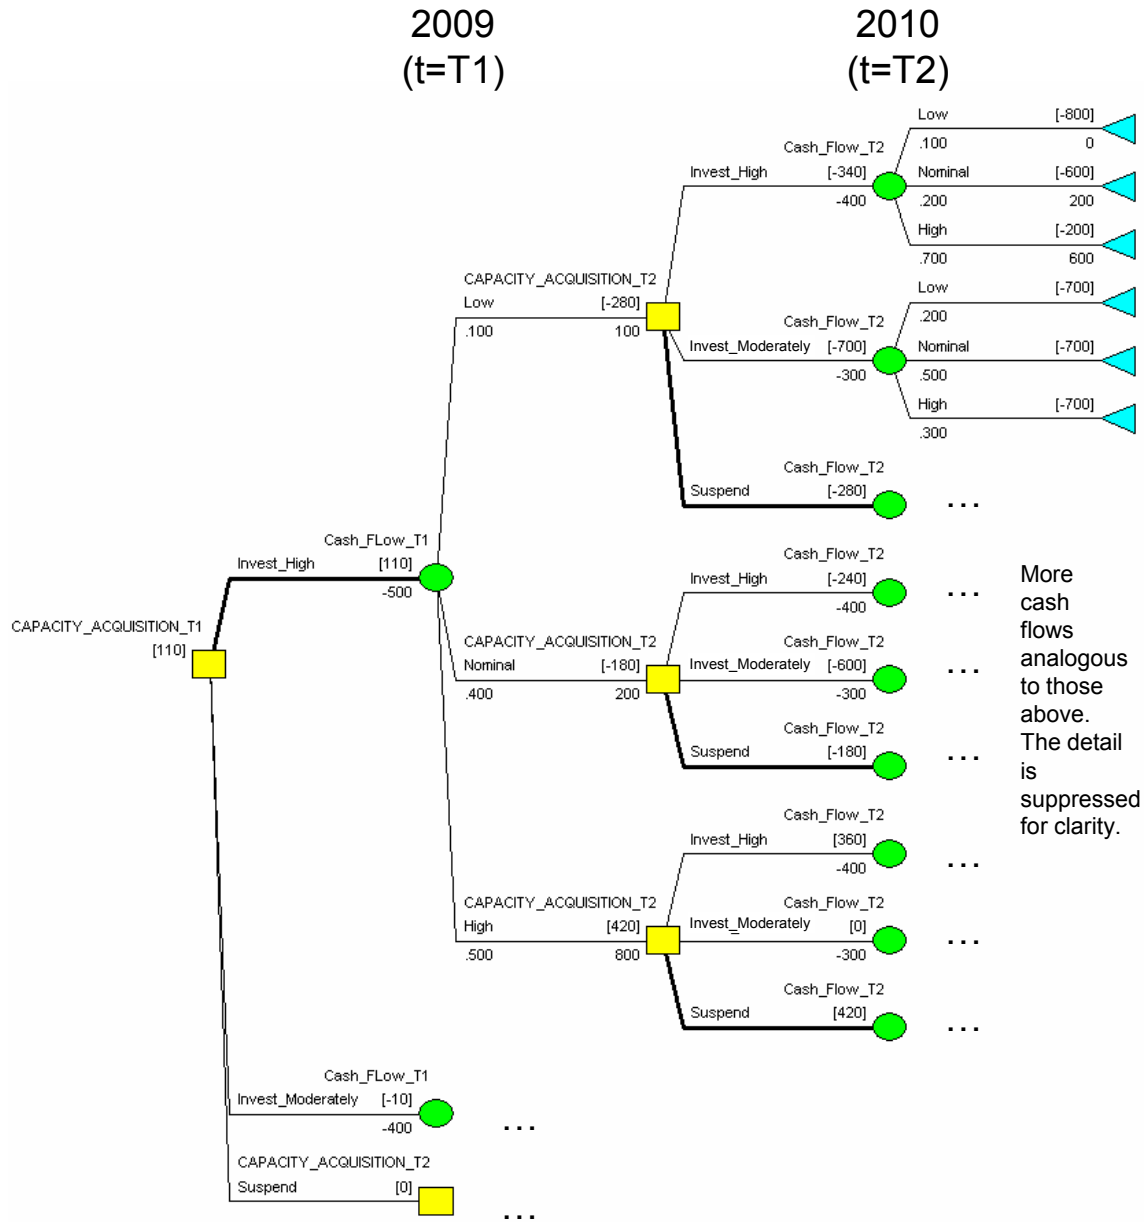 2009
(t=T1)
2010
(t=T2)
Low [-800]
.100 0
Cash_Flow_T2
Invest_High [-340]
-400
Nominal [-600]
.200 200
High [-200]
.700 600
CAPACITY_ACQUISITION_T2
Low [-280]
.100 100
Low [-700]
.200
Cash_Flow_T2
Invest_Moderately [-700]
-300
Nominal [-700]
.500
High [-700]
.300
Cash_Flow_T2
Suspend [-280]
...
Cash_FLow_T1
Invest_High [110]
-500
Cash_Flow_T2
Invest_High [-240]
-400
...
CAPACITY_ACQUISITION_T1
[110]
CAPACITY_ACQUISITION_T2
Nominal [-180]
.400 200
Cash_Flow_T2
Invest_Moderately [-600]
-300
...
Cash_Flow_T2
Suspend [-180]
...
More
cash
flows
analogous
to those
above.
The detail
is
suppressed
for clarity.
Cash_Flow_T2
Invest_High [360]
-400
...
CAPACITY_ACQUISITION_T2
High [420]
.500 800
Cash_Flow_T2
Invest_Moderately [0]
-300
...
Cash_Flow_T2
Suspend [420]
...
Cash_FLow_T1
Invest_Moderately [-10]
-400
...
CAPACITY_ACQUISITION_T2
Suspend [0]
...